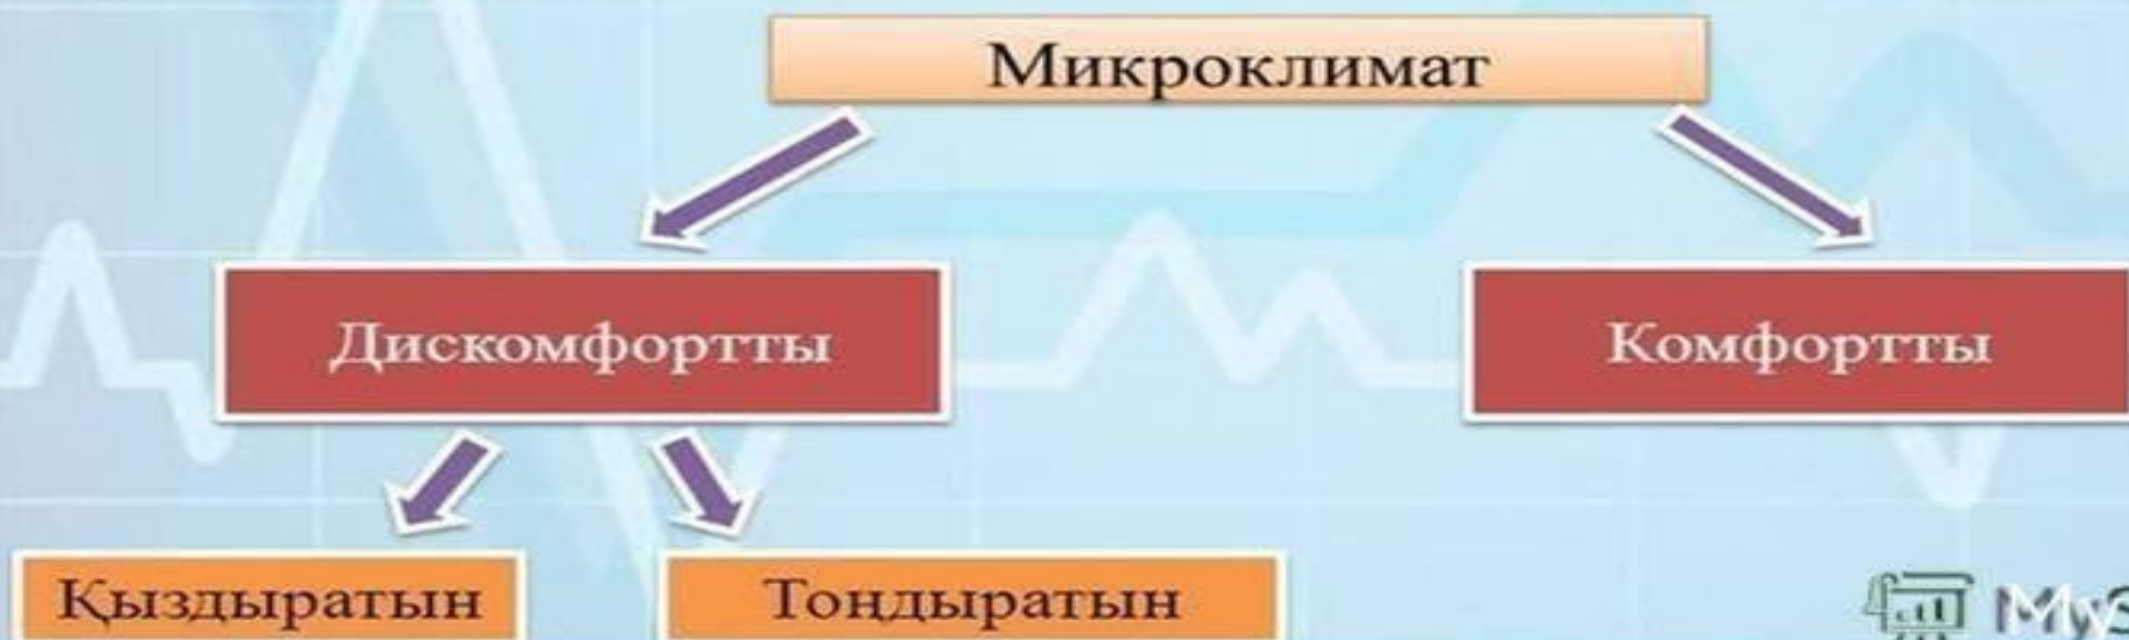 Микроклимат
Дискомфортты
Комфортты
Қыздыратын
Тоңдыратын